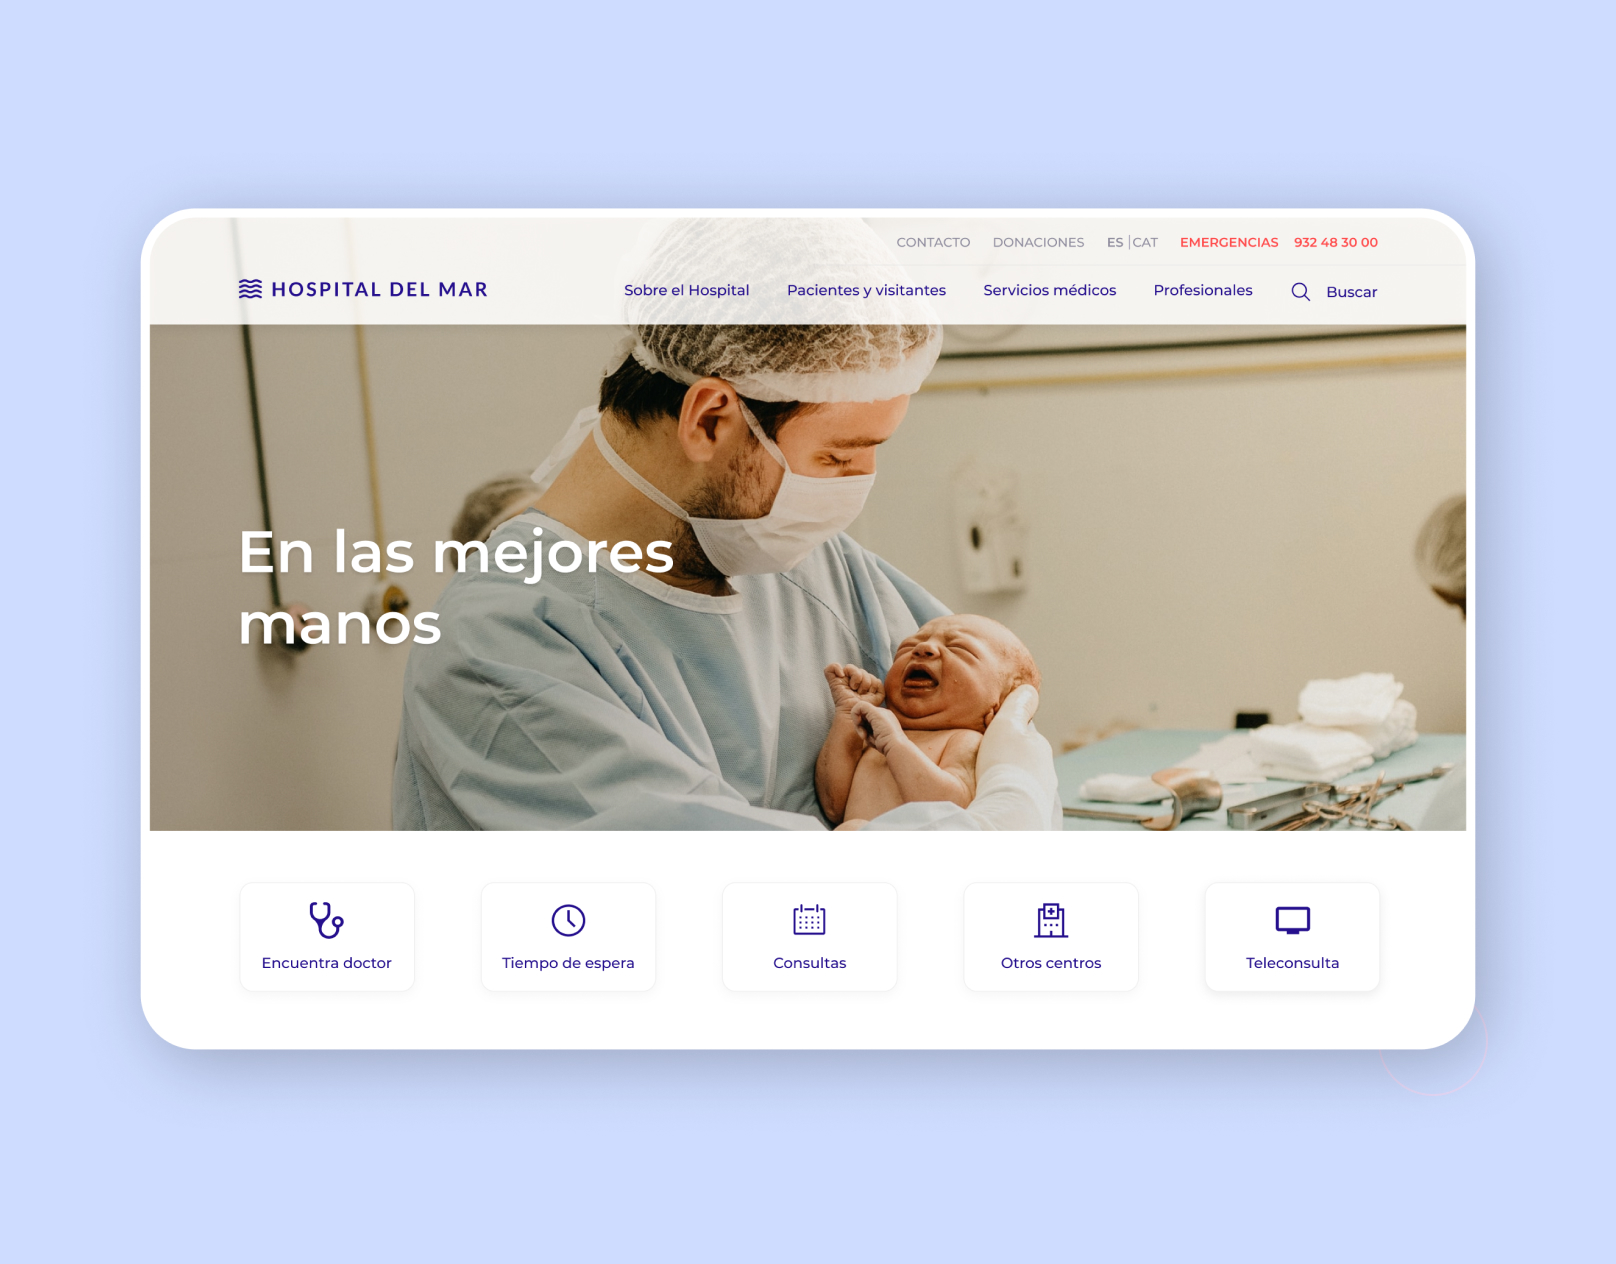 CONTACTO DONACIONES ES | CAT EMERGENCIAS 932 48 30 00
HOSPITAL DEL MAR
Sobre el Hospital Pacientes y visitantes Servicios médicos Profesionales Buscar
En las mejores
manos
Encuentra doctor
Tiempo de espera
Consultas
Otros centros
Teleconsulta